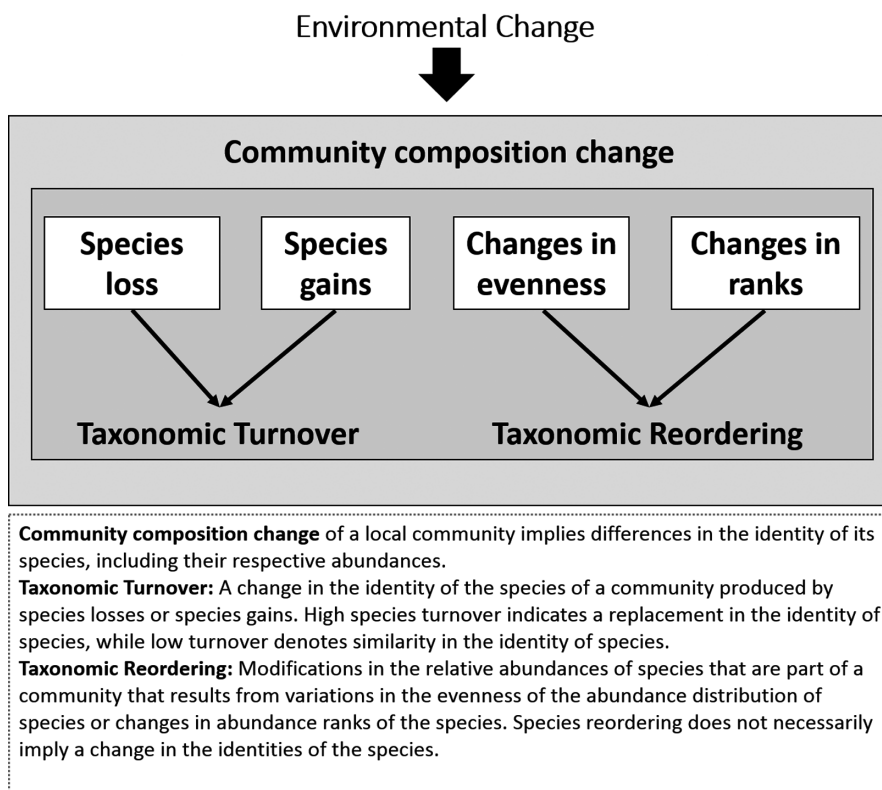 Environmental Change
Community composition change
Species
loss
Species
gains
Changes in
evenness
Changes in
ranks
Taxonomic Turnover
Taxonomic Reordering
Community composition change of a local community implies differences in the identity of its
species, including their respective abundances.
Taxonomic Turnover: A change in the identity of the species of a community produced by
species losses or species gains. High species turnover indicates a replacement in the identity of
species, while low turnover denotes similarity in the identity of species.
Taxonomic Reordering: Modifications in the relative abundances of species that are part of a
community that results from variations in the evenness of the abundance distribution of
species or changes in abundance ranks of the species. Species reordering does not necessarily
imply a change in the identities of the species.